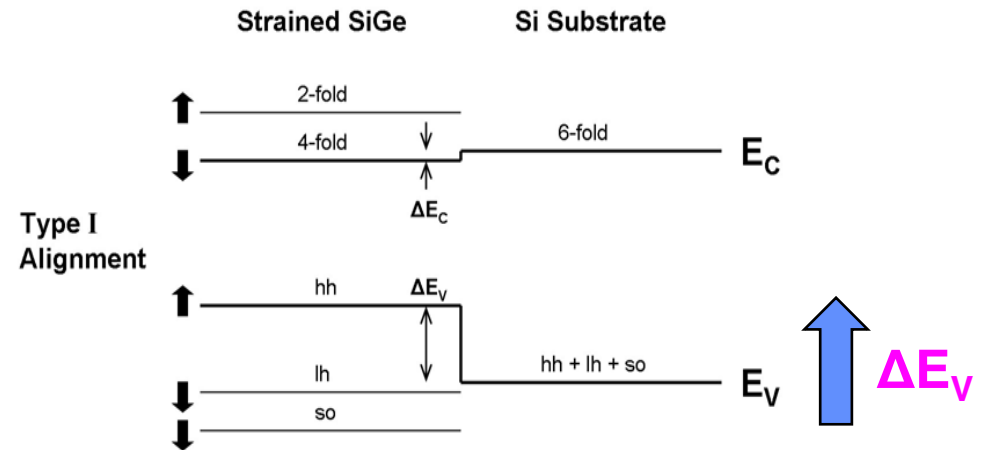 Strained SiGe
Si Substrate
2-fold
4-fold
6-fold
E_C
ΔE_C
Type I
Alignment
hh
ΔE_V
lh
hh + lh + so
E_V
ΔE_V
so